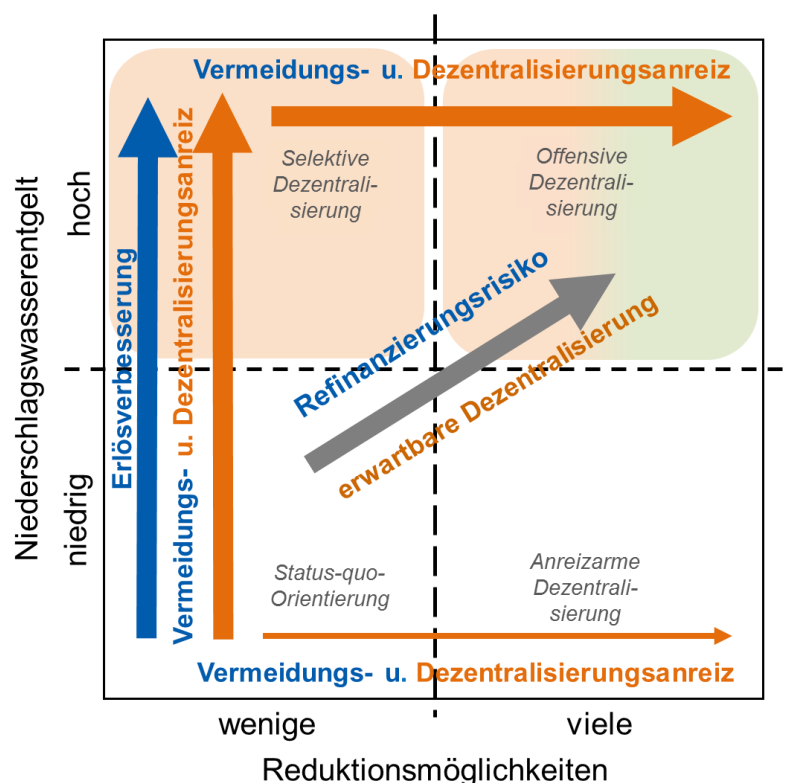 Vermeidungs- u. Dezentralisierungsanreiz
Selektive
Dezentrali-
sierung
Offensive
Dezentrali-
sierung
Niederschlagswasserentgelt
hoch
niedrig
Erlösverbesserung
Vermeidungs- u. Dezentralisierungsanreiz
Refinanzierungsrisiko
erwartbare Dezentralisierung
Status-quo-
Orientierung
Anreizarme
Dezentrali-
sierung
Vermeidungs- u. Dezentralisierungsanreiz
wenige
viele
Reduktionsmöglichkeiten